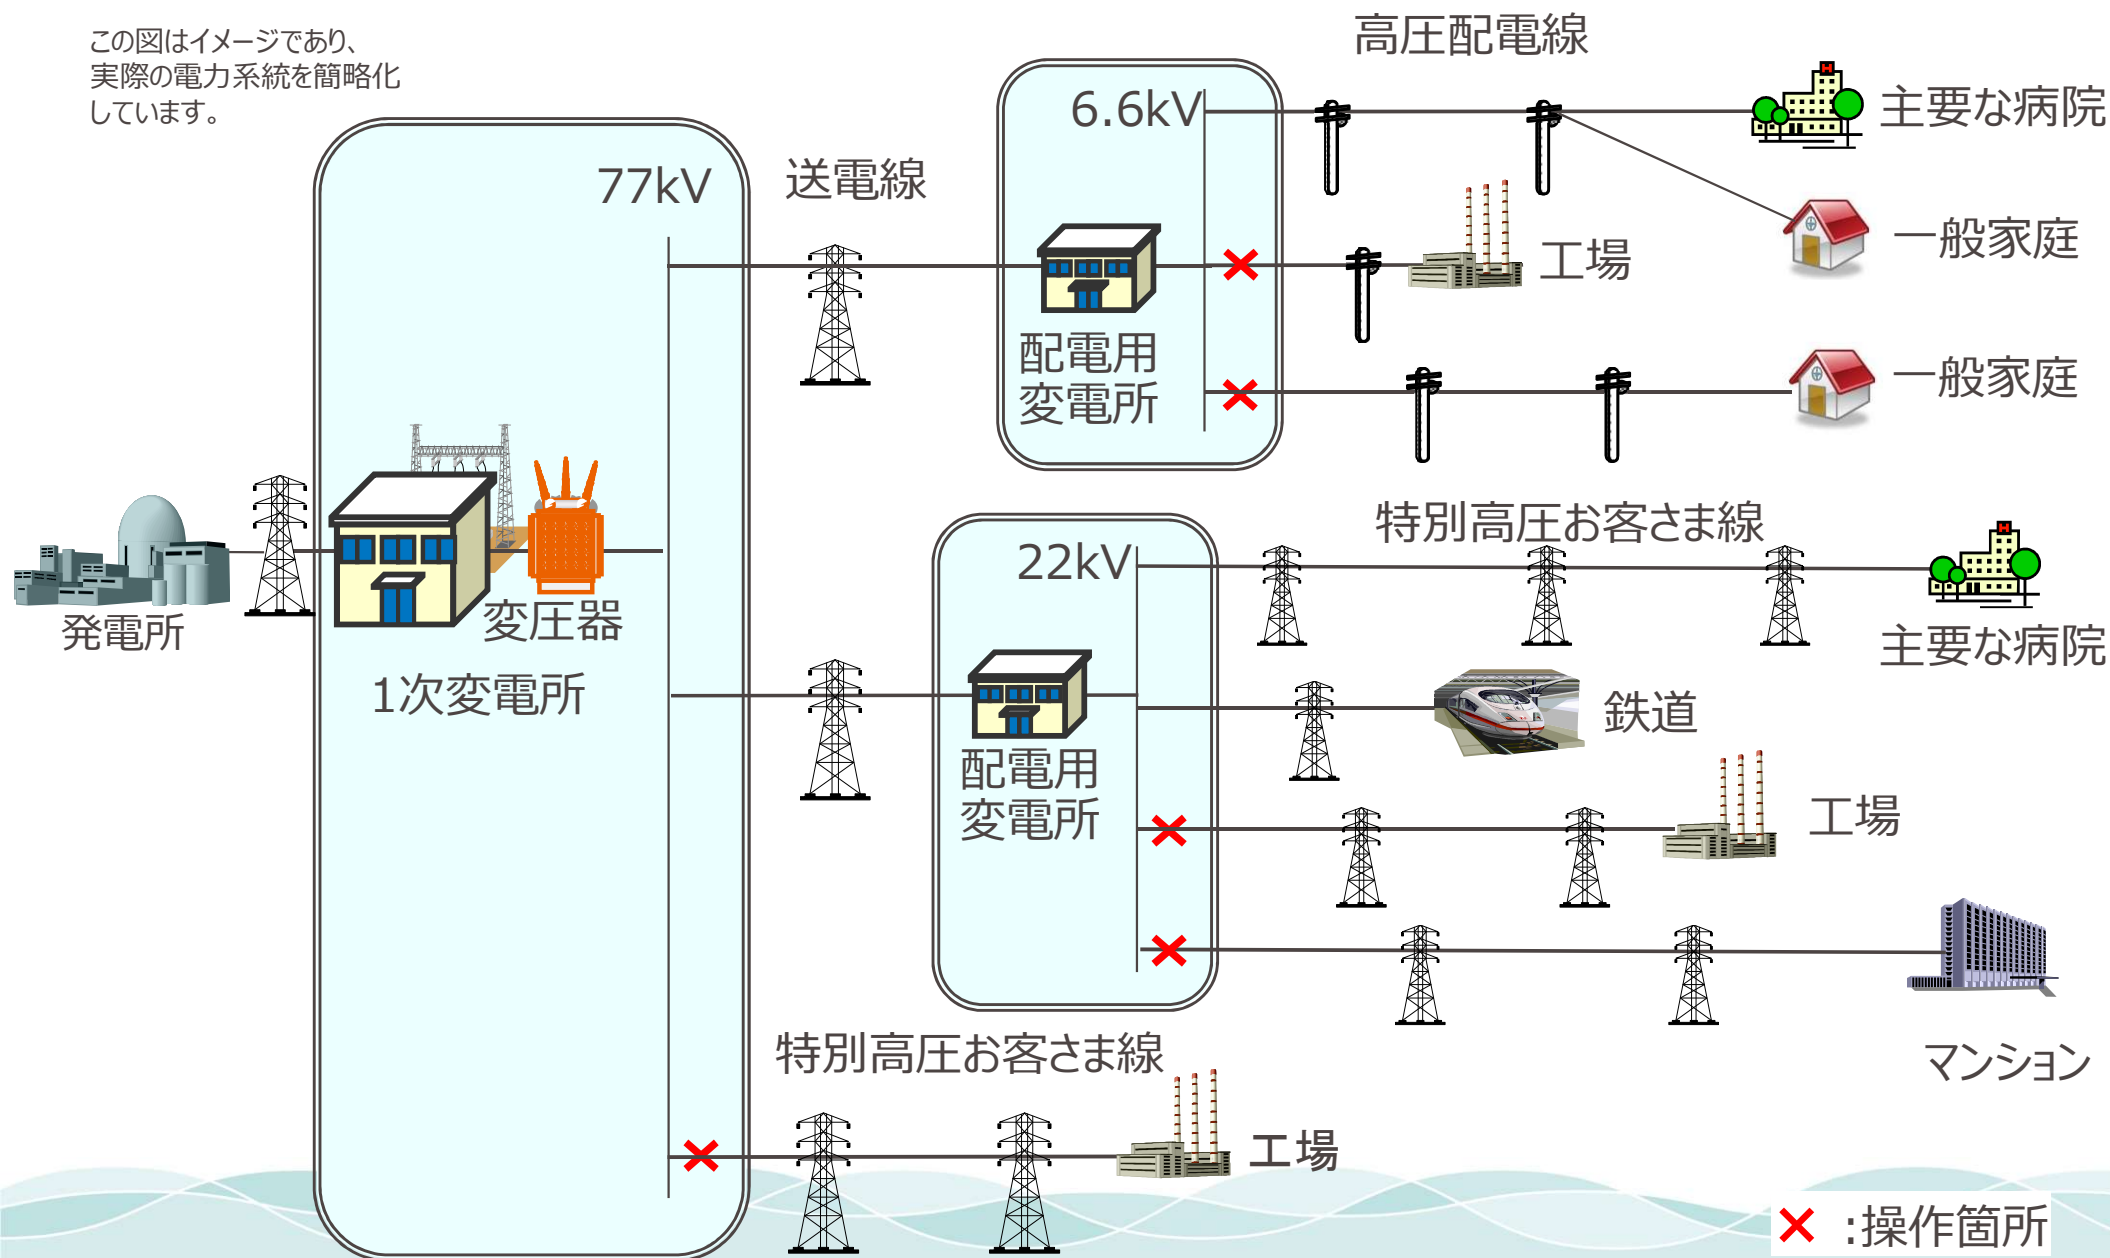 この図はイメージであり、
実際の電力系統を簡略化
しています。
高圧配電線
6.6kV
主要な病院
77kV
送電線
一般家庭
工場
配電用
変電所
一般家庭
特別高圧お客さま線
22kV
変圧器
発電所
主要な病院
1次変電所
鉄道
配電用
変電所
工場
特別高圧お客さま線
マンション
工場
:操作箇所